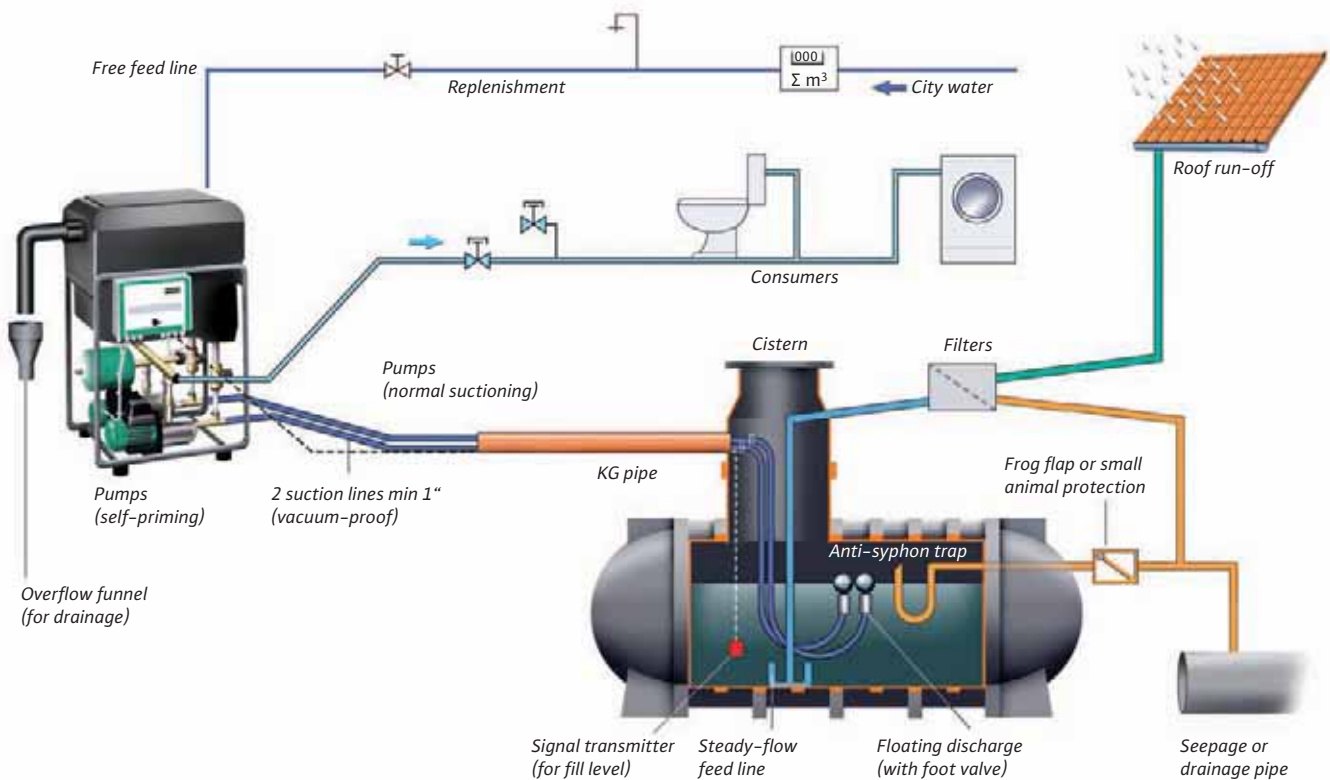 Free feed line
Replenishment
000
Σ m³
City water
Roof run-off
Consumers
Cistern
Filters
Pumps
(normal suctioning)
KG pipe
Frog flap or small
animal protection
Pumps
(self-priming)
2 suction lines min 1“
(vacuum-proof)
Anti-syphon trap
Overflow funnel
(for drainage)
Signal transmitter
(for fill level)
Steady-flow
feed line
Floating discharge
(with foot valve)
Seepage or
drainage pipe